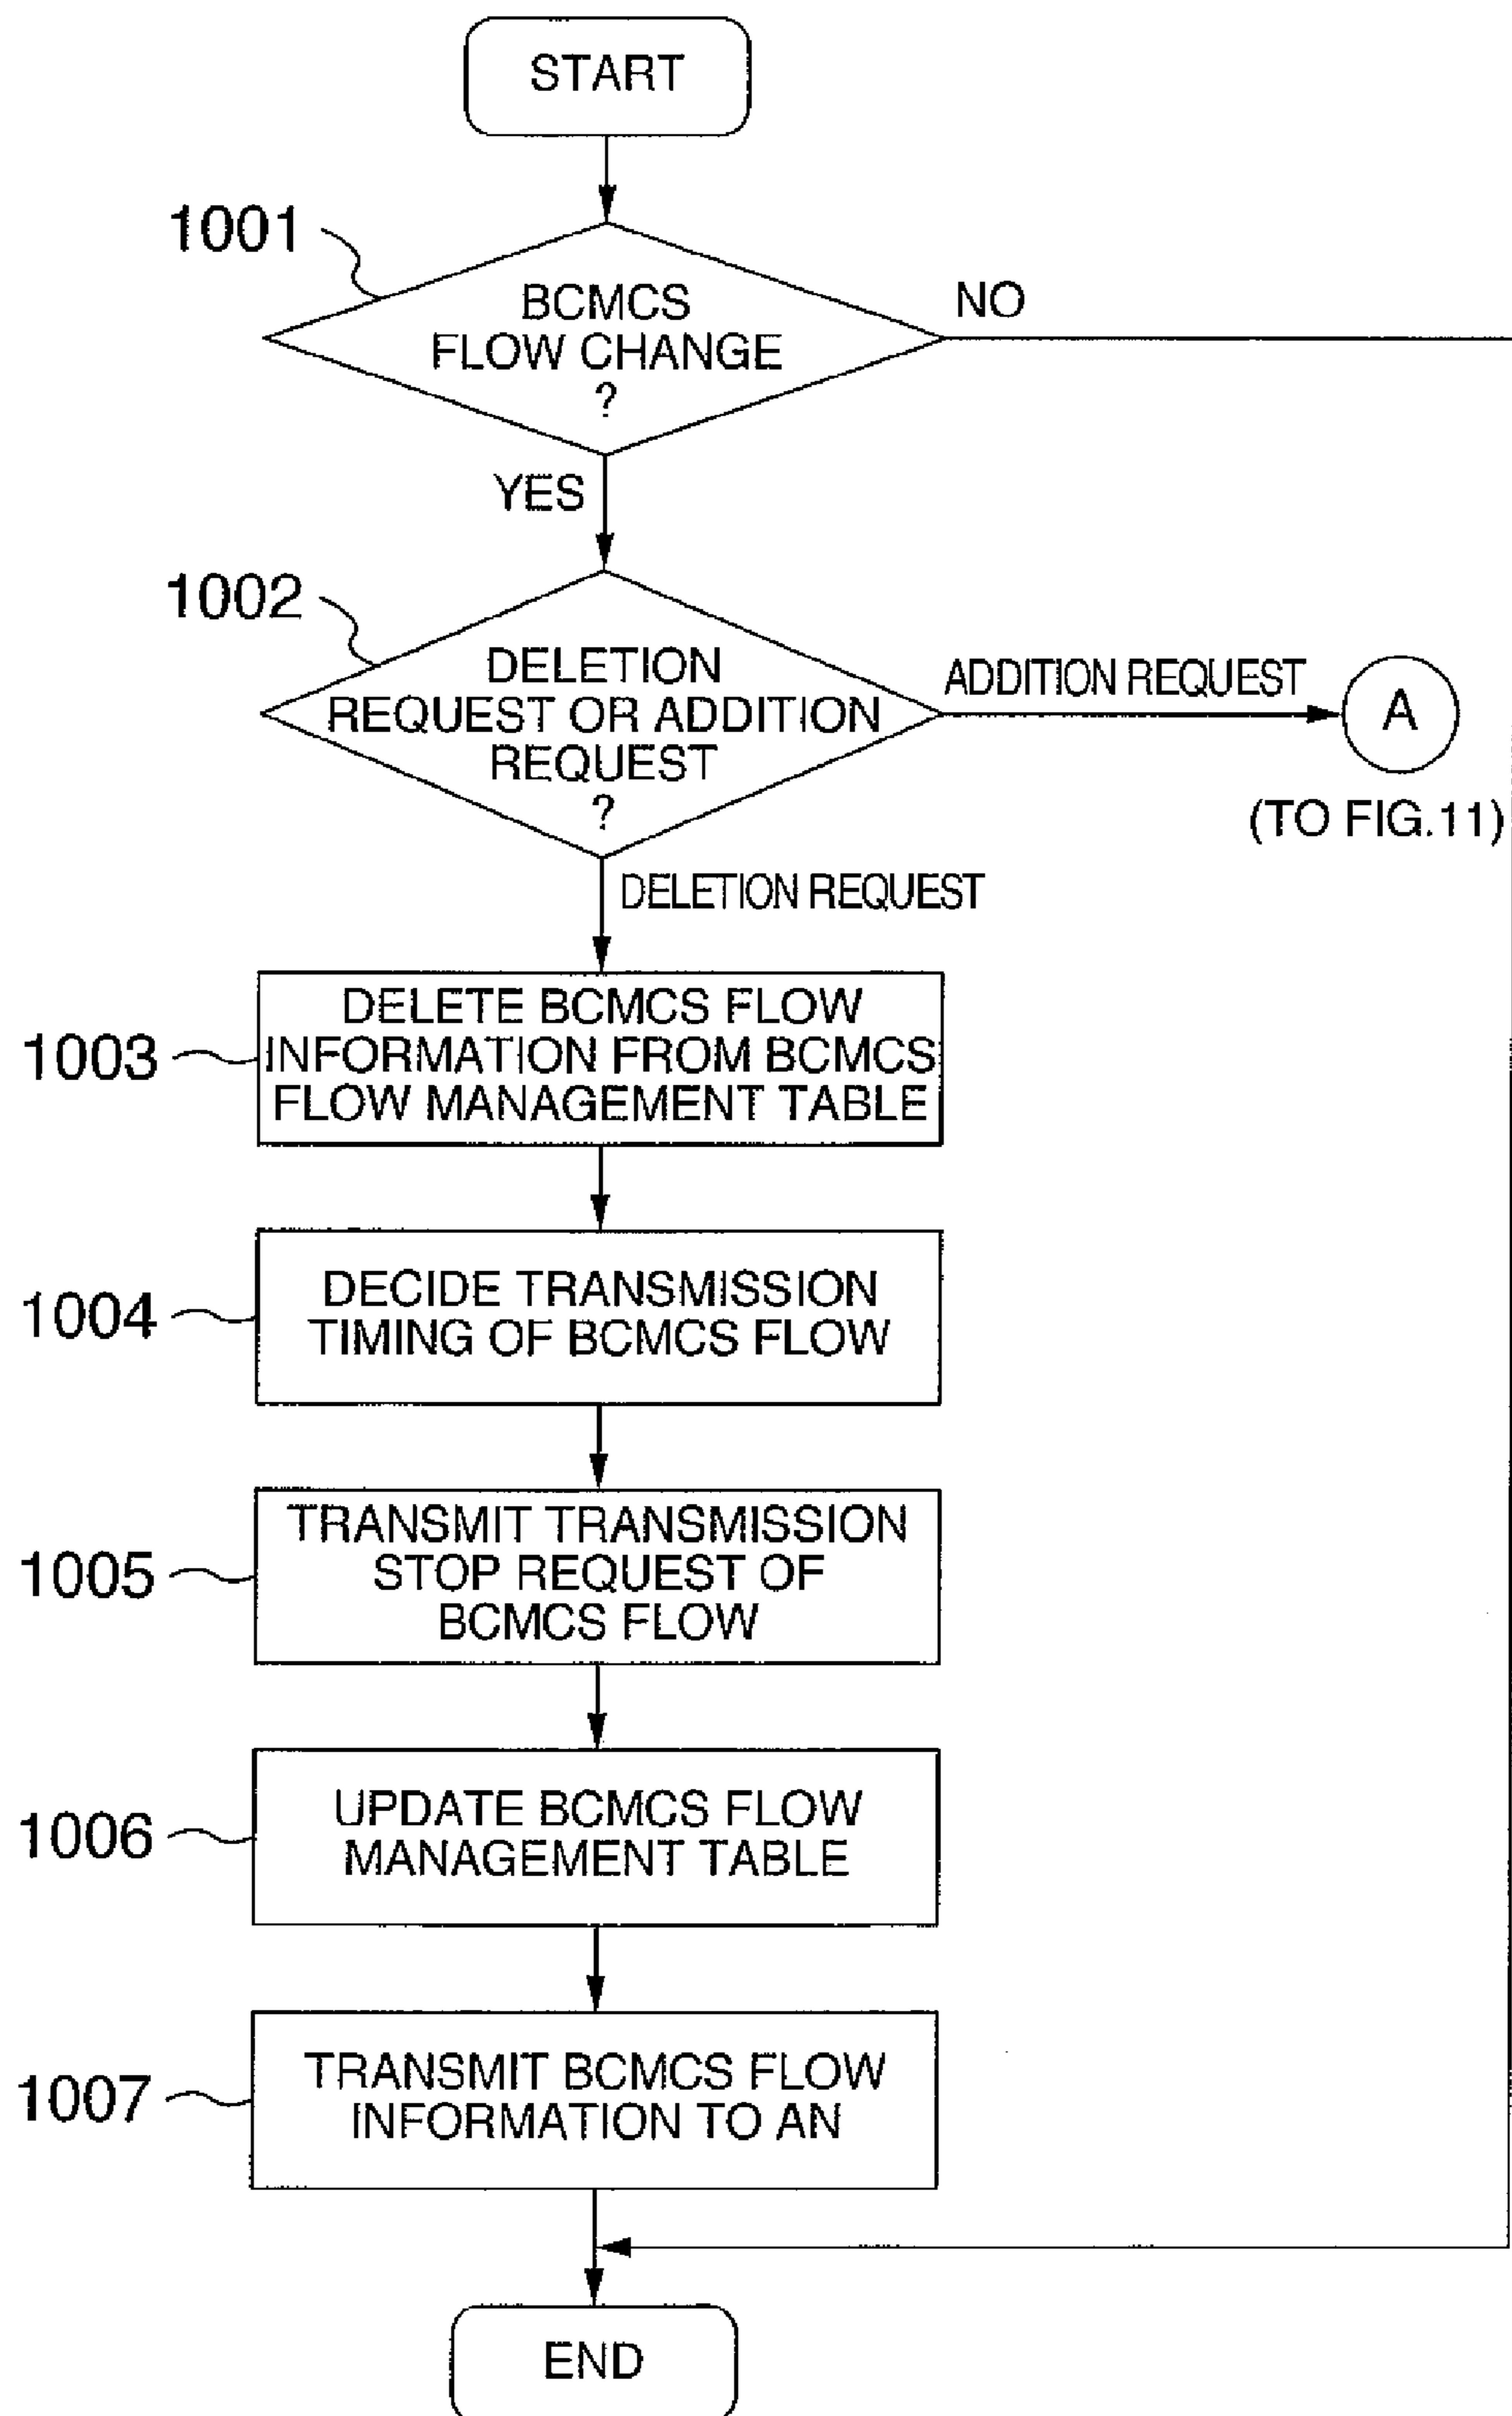 START
1001
BCMCS
FLOW CHANGE
?
NO
YES
1002
DELETION
REQUEST OR ADDITION
REQUEST
?
ADDITION REQUEST
A
(TO FIG.11)
DELETION REQUEST
1003
DELETE BCMCS FLOW
INFORMATION FROM BCMCS
FLOW MANAGEMENT TABLE
1004
DECIDE TRANSMISSION
TIMING OF BCMCS FLOW
1005
TRANSMIT TRANSMISSION
STOP REQUEST OF
BCMCS FLOW
1006
UPDATE BCMCS FLOW
MANAGEMENT TABLE
1007
TRANSMIT BCMCS FLOW
INFORMATION TO AN
END